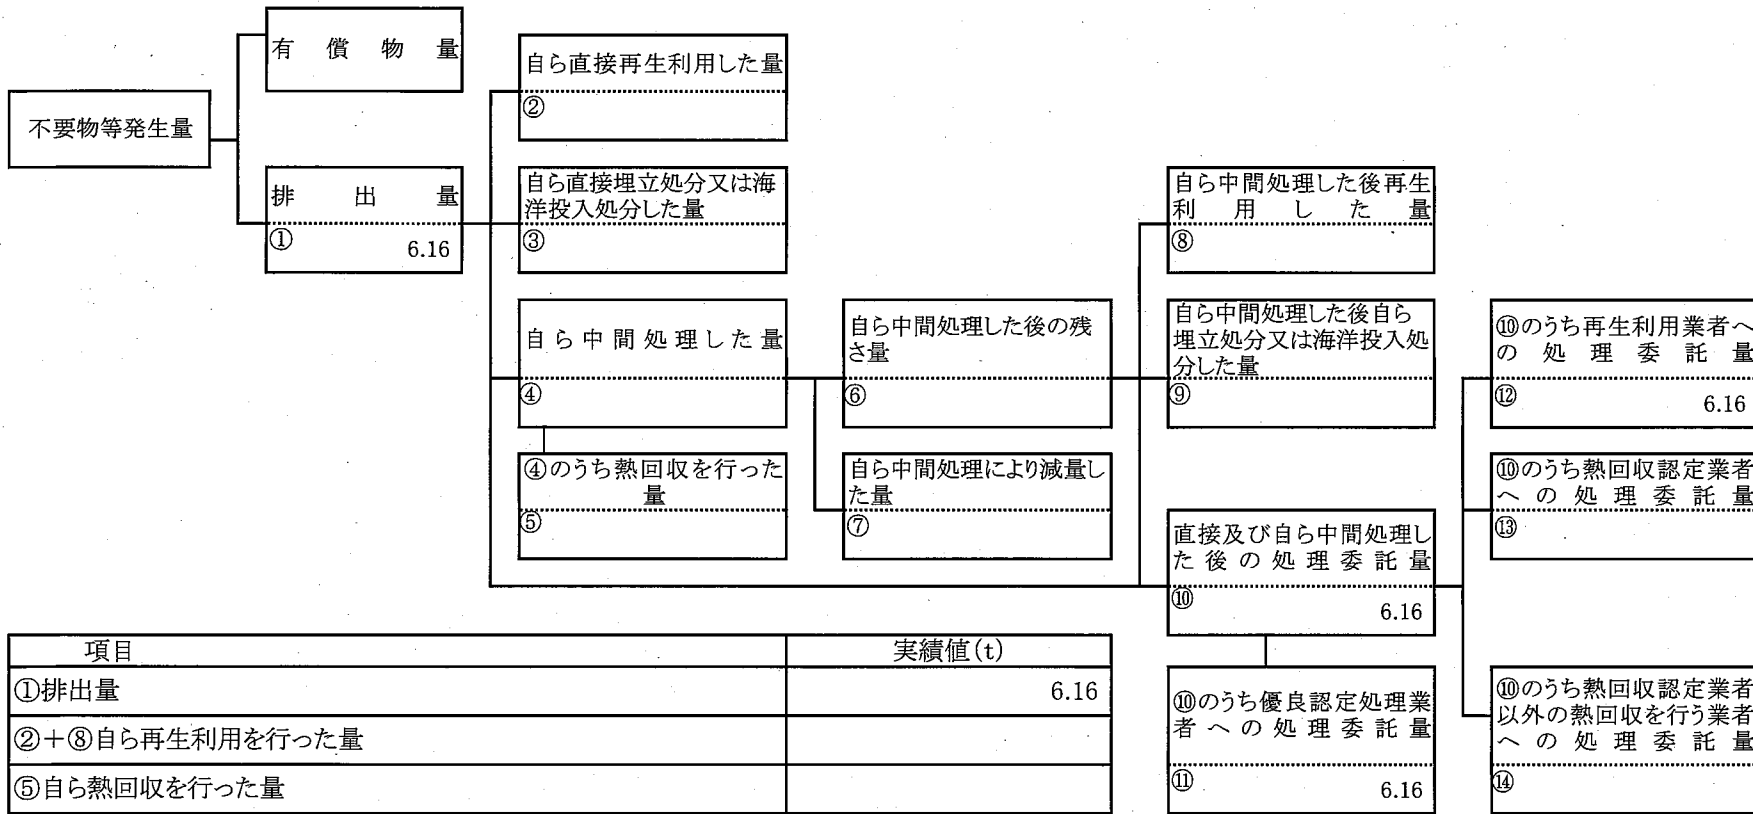 有償物量
不要物等発生量
排出量
①
6.16
自ら直接再生利用した量
②
自ら直接埋立処分又は海
洋投入処分した量
③
自ら中間処理した量
④
④のうち熱回収を行った
量
⑤
自ら中間処理した後の残
さ量
⑥
自ら中間処理により減量し
た量
⑦
自ら中間処理した後再生
利用した量
⑧
自ら中間処理した後自ら
埋立処分又は海洋投入処
分した量
⑨
直接及び自ら中間処理し
た後の処理委託量
⑩
6.16
⑩のうち優良認定処理業
者への処理委託量
⑪
6.16
⑩のうち再生利用業者へ
の処理委託量
⑫
6.16
⑩のうち熱回収認定業者
への処理委託量
⑬
⑩のうち熱回収認定業者
以外の熱回収を行う業者
への処理委託量
⑭
項目 実績値(t)
①排出量 6.16
②+⑧自ら再生利用を行った量
⑤自ら熱回収を行った量